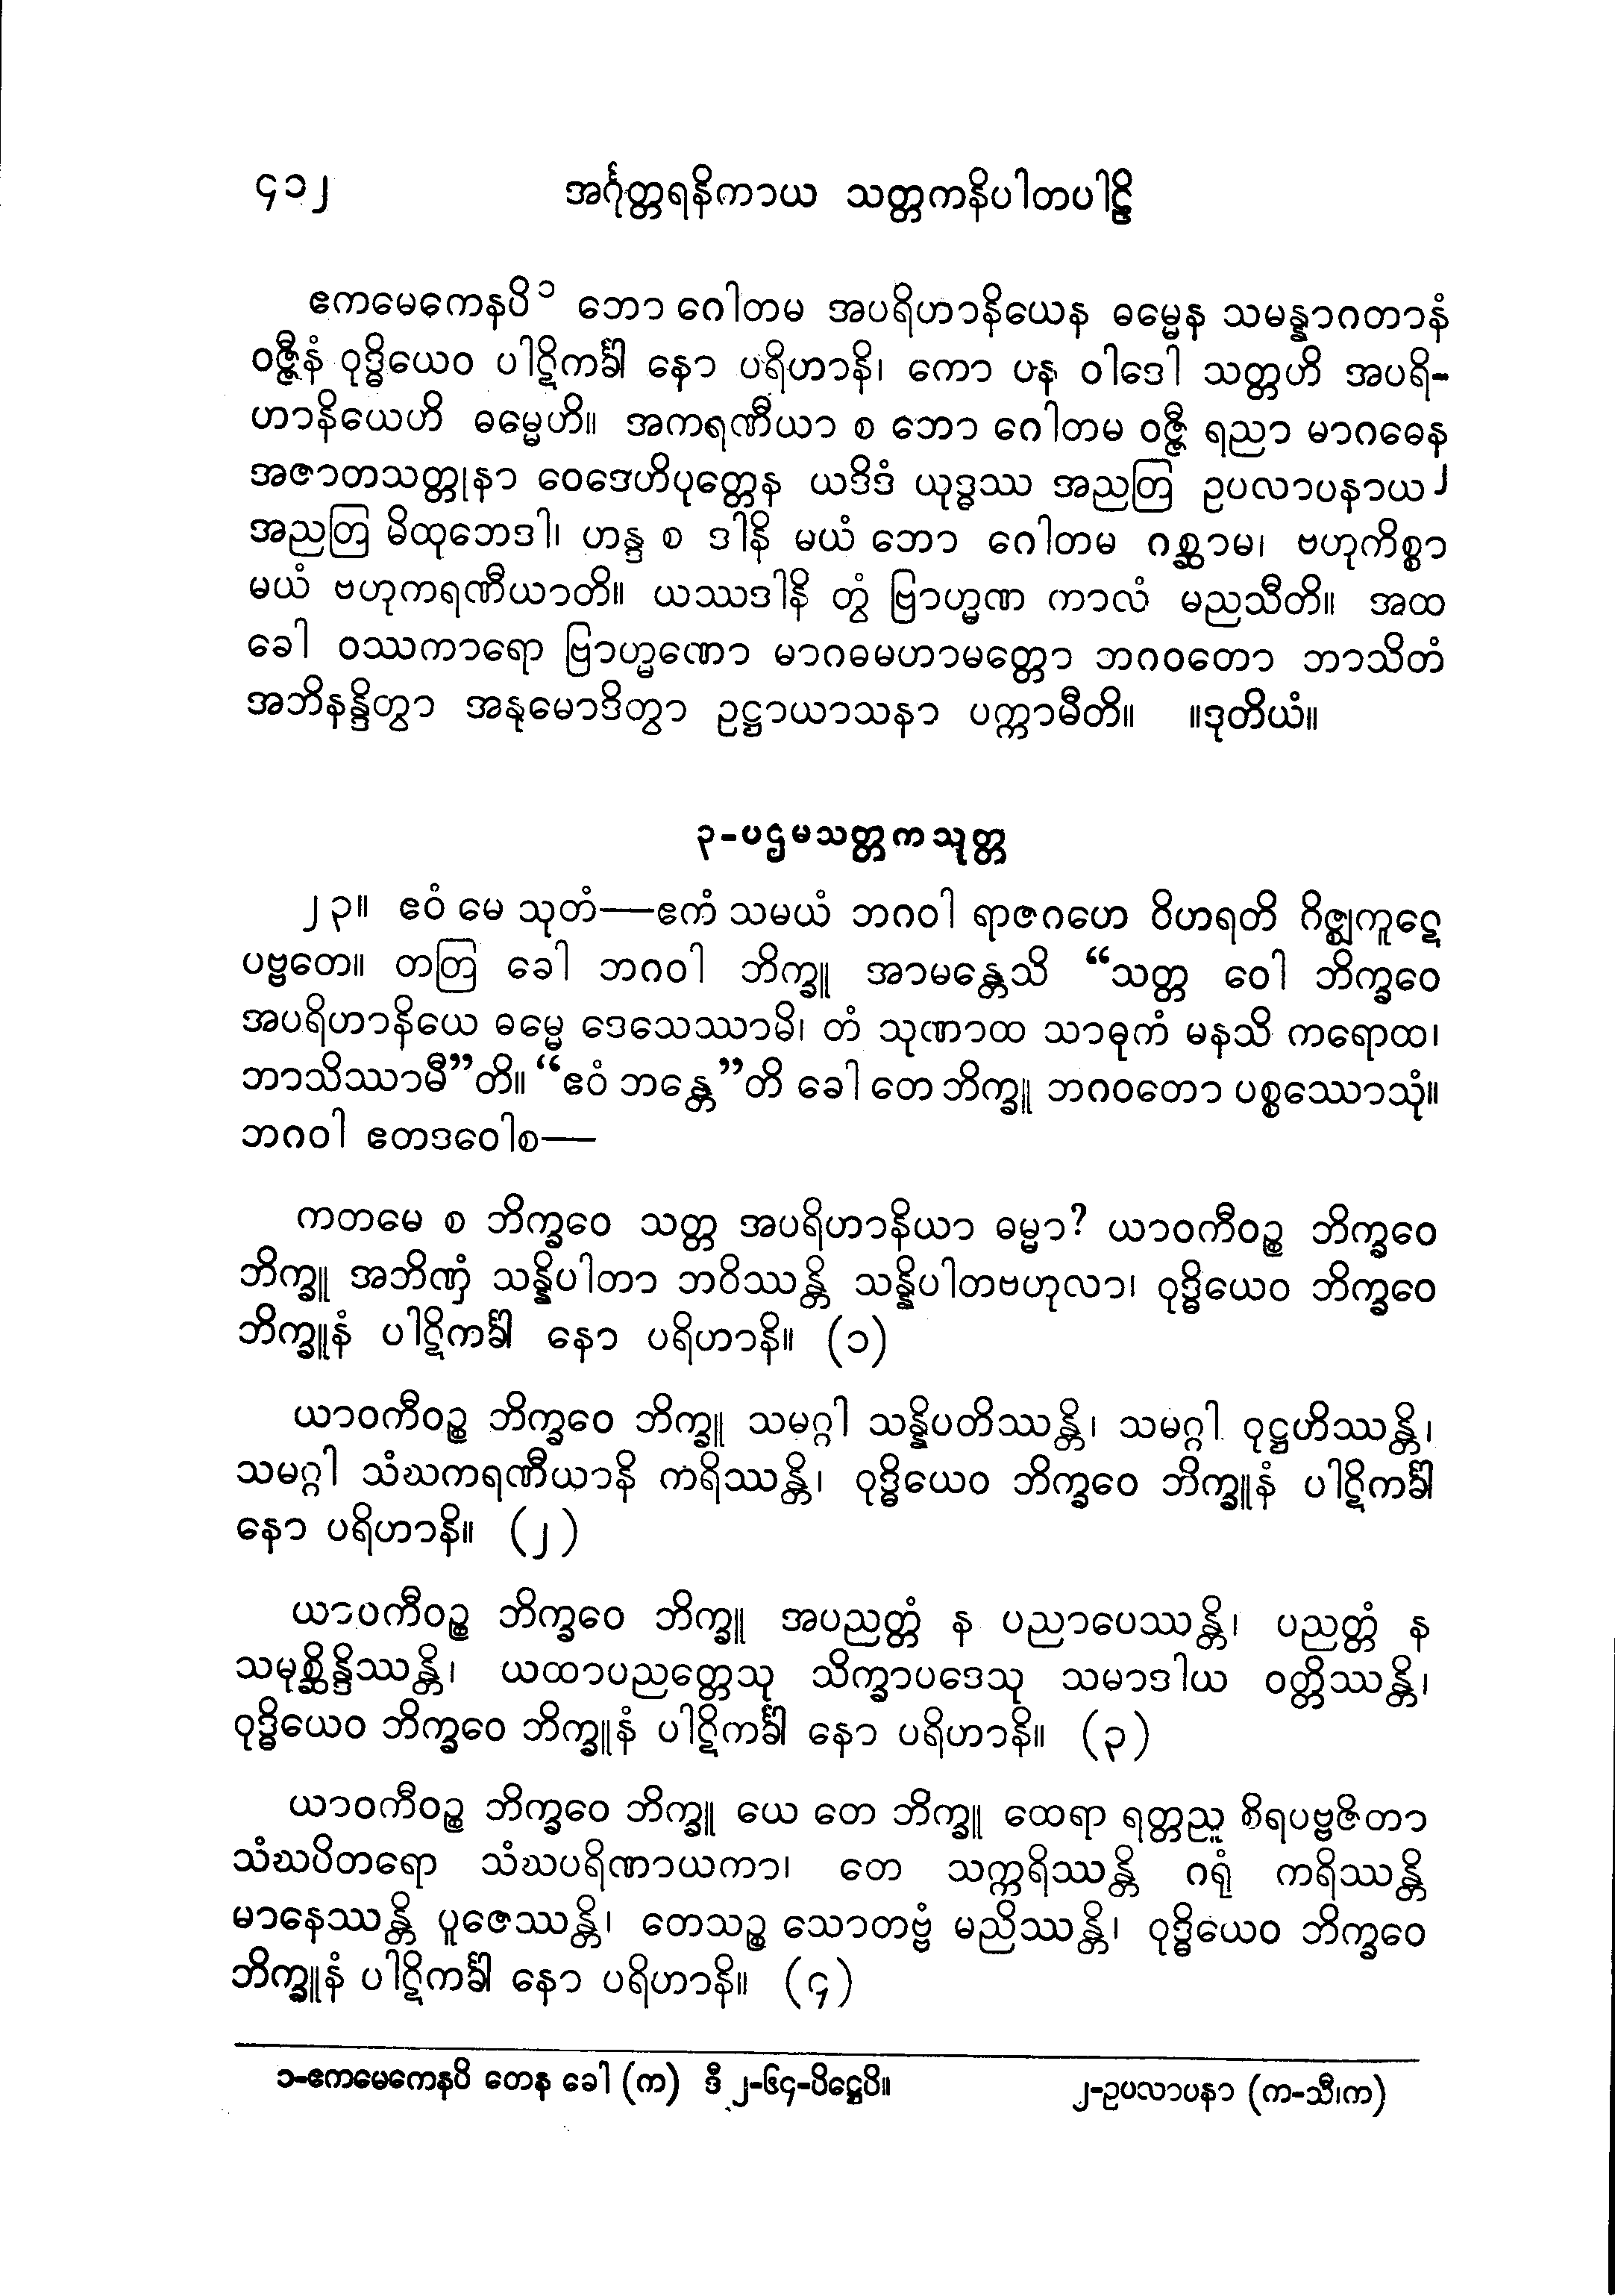 ၄၁၂ အင်္ဂုတ္တရနိကာယ သတ္တကနိပါတပါဠိ
ဧကမေကေနပိ၁ ဘော ဂေါတမ အပရိဟာနိယေန ဓမ္မေန သမန္နာဂတာနံ
ဝဇ္ဇီနံ ဝုဒ္ဓိယေဝ ပါဋိကင်္ခါ နော ပရိဟာနိ၊ ကော ပန ဝါဒေါ သတ္တဟိ အပရိ-
ဟာနိယေဟိ ဓမ္မေဟိ။ အကရဏီယာ စ ဘော ဂေါတမ ဝဇ္ဇီ ရညာ မာဂဓေန
အဇာတသတ္တုနာ ဝေဒေဟိပုတ္တေန ယဒိဒံ ယုဒ္ဓဿ အညတြ ဥပလာပနာယ၂
အညတြ မိထုဘေဒါ၊ ဟန္ဒ စ ဒါနိ မယံ ဘော ဂေါတမ ဂစ္ဆာမ၊ ဗဟုကိစ္စာ
မယံ ဗဟုကရဏီယာတိ။ ယဿဒါနိ တွံ ဗြာဟ္မဏ ကာလံ မညသီတိ။ အထ
ခေါ ဝဿကာရော ဗြာဟ္မဏော မာဂဓမဟာမတ္တော ဘဂဝတော ဘာသိတံ
အဘိနန္ဒိတွာ အနုမောဒိတွာ ဥဋ္ဌာယာသနာ ပက္ကာမီတိ။ ။ဒုတိယံ။
၃-ပဌမသတ္တကသုတ္တ
၂၃။ ဧဝံ မေ သုတံ—ဧကံ သမယံ ဘဂဝါ ရာဇဂဟေ ဝိဟရတိ ဂိဇ္ဈကူဋေ
ပဗ္ဗတေ။ တတြ ခေါ ဘဂဝါ ဘိက္ခူ အာမန္တေသိ “သတ္တ ဝေါ ဘိက္ခဝေ
အပရိဟာနိယေ ဓမ္မေ ဒေသေဿာမိ၊ တံ သုဏာထ သာဓုကံ မနသိ ကရောထ၊
ဘာသိဿာမီ”တိ။ “ဧဝံ ဘန္တေ”တိ ခေါ တေ ဘိက္ခူ ဘဂဝတော ပစ္စဿောသုံ။
ဘဂဝါ ဧတဒဝေါစ—
ကတမေ စ ဘိက္ခဝေ သတ္တ အပရိဟာနိယာ ဓမ္မာ? ယာဝကီဝဉ္စ ဘိက္ခဝေ
ဘိက္ခူ အဘိဏှံ သန္နိပါတာ ဘဝိဿန္တိ သန္နိပါတဗဟုလာ၊ ဝုဒ္ဓိယေဝ ဘိက္ခဝေ
ဘိက္ခူနံ ပါဋိကင်္ခါ နော ပရိဟာနိ။ (၁)
ယာဝကီဝဉ္စ ဘိက္ခဝေ ဘိက္ခူ သမဂ္ဂါ သန္နိပတိဿန္တိ၊ သမဂ္ဂါ ဝုဋ္ဌဟိဿန္တိ၊
သမဂ္ဂါ သံဃကရဏီယာနိ ကရိဿန္တိ၊ ဝုဒ္ဓိယေဝ ဘိက္ခဝေ ဘိက္ခူနံ ပါဋိကင်္ခါ
နော ပရိဟာနိ။ (၂)
ယာဝကီဝဉ္စ ဘိက္ခဝေ ဘိက္ခူ အပညတ္တံ န ပညာပေဿန္တိ၊ ပညတ္တံ န
သမုစ္ဆိန္ဒိဿန္တိ၊ ယထာပညတ္တေသု သိက္ခာပဒေသု သမာဒါယ ဝတ္တိဿန္တိ၊
ဝုဒ္ဓိယေဝ ဘိက္ခဝေ ဘိက္ခူနံ ပါဋိကင်္ခါ နော ပရိဟာနိ။ (၃)
ယာဝကီဝဉ္စ ဘိက္ခဝေ ဘိက္ခူ ယေ တေ ဘိက္ခူ ထေရာ ရတ္တညူ စိရပဗ္ဗဇိတာ
သံဃပိတရော သံဃပရိဏာယကာ၊ တေ သက္ကရိဿန္တိ ဂရုံ ကရိဿန္တိ
မာနေဿန္တိ ပူဇေဿန္တိ၊ တေသဉ္စ သောတဗ္ဗံ မညိဿန္တိ၊ ဝုဒ္ဓိယေဝ ဘိက္ခဝေ
ဘိက္ခူနံ ပါဋိကင်္ခါ နော ပရိဟာနိ။ (၄)
၁-ဧကမေကေနပိ တေန ခေါ (က) ဒီ ၂-၆၄-ပိဋ္ဌေပိ။ ၂-ဥပလာပနာ (က-သီ၊က)